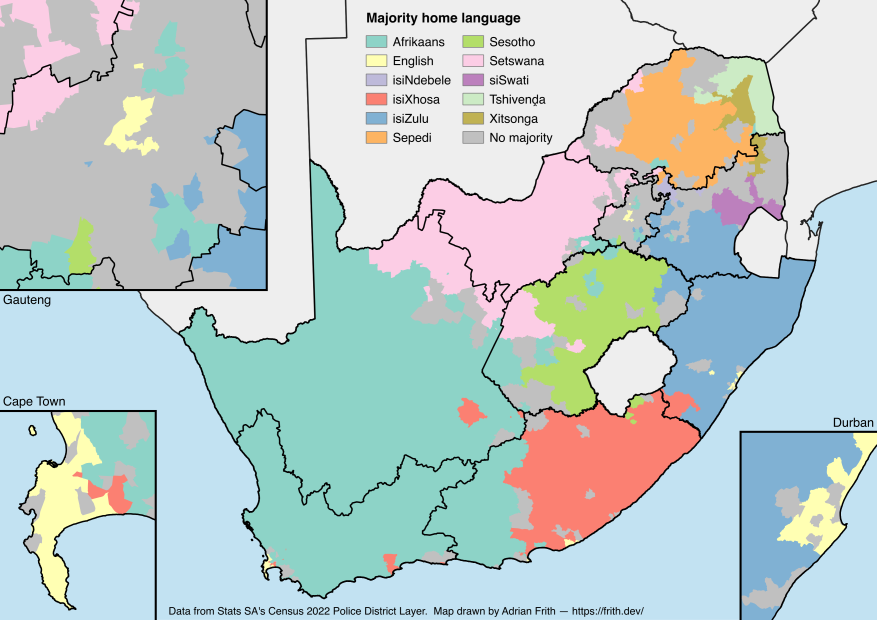 Majority home language
Afrikaans
English
isiNdebele
isiXhosa
isiZulu
Sepedi
Sesotho
Setswana
siSwati
Tshivenḓa
Xitsonga
No majority
Gauteng
Cape Town
Durban
Data from Stats SA's Census 2022 Police District Layer. Map drawn by Adrian Frith — https://frith.dev/